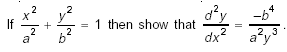 If x²/a² + y²/b² = 1 then show that d²y/dx² = -b⁴/a²y³.